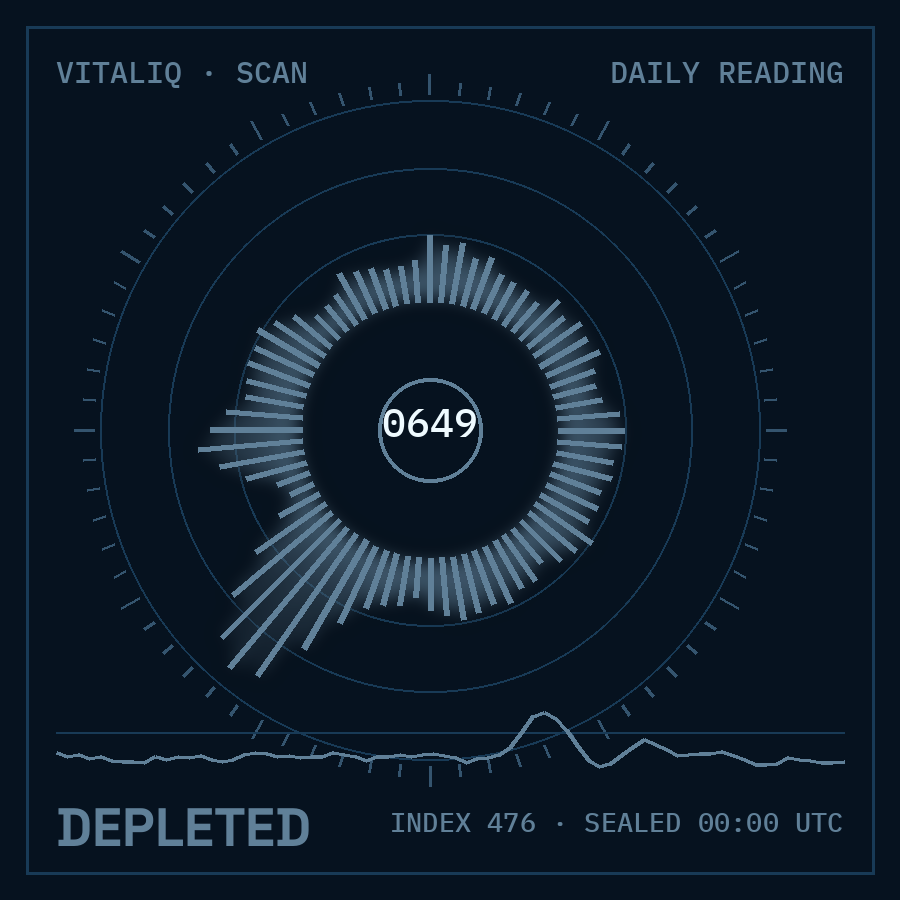 VITALIQ · SCAN
DAILY READING
0649
DEPLETED
INDEX 476 · SEALED 00:00 UTC